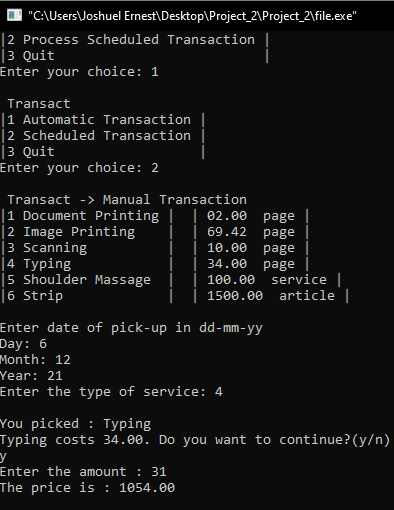 "C:\Users\Joshuel Ernest\Desktop\Project_2\Project_2\file.exe"
|2 Process Scheduled Transaction |
|3 Quit                          |
Enter your choice: 1

 Transact
|1 Automatic Transaction |
|2 Scheduled Transaction |
|3 Quit                  |
Enter your choice: 2

 Transact -> Manual Transaction
|1 Document Printing |  | 02.00  page |
|2 Image Printing    |  | 69.42  page |
|3 Scanning          |  | 10.00  page |
|4 Typing            |  | 34.00  page |
|5 Shoulder Massage  |  | 100.00  service |
|6 Strip             |  | 1500.00  article |

Enter date of pick-up in dd-mm-yy
Day: 6
Month: 12
Year: 21
Enter the type of service: 4

You picked : Typing
Typing costs 34.00. Do you want to continue?(y/n)
y
Enter the amount : 31
The price is : 1054.00